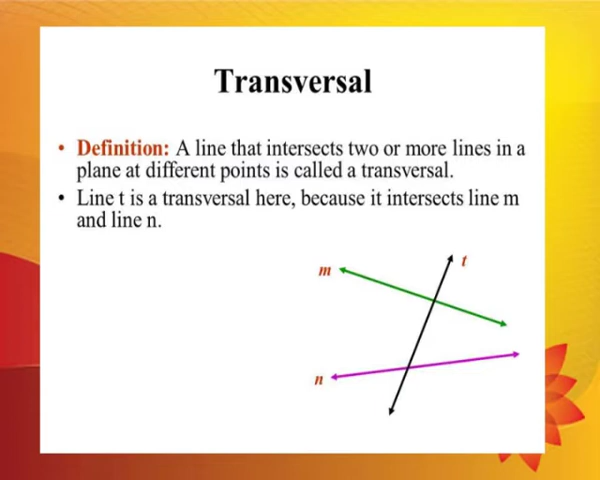 Transversal
• Definition: A line that intersects two or more lines in a
plane at different points is called a transversal.
• Line t is a transversal here, because it intersects line m
and line n.
t
m
n